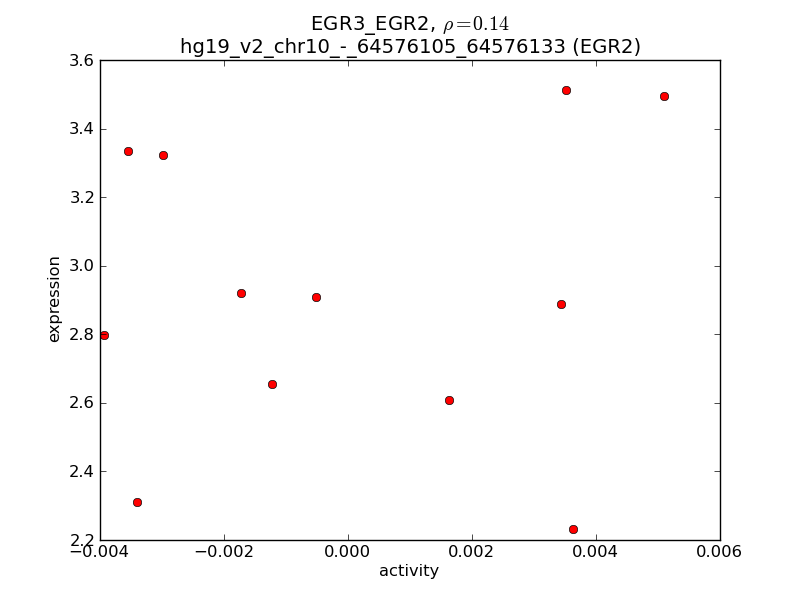 EGR3_EGR2, ρ=0.14
hg19_v2_chr10_-_64576105_64576133 (EGR2)
3.6
3.4
3.2
3.0
2.8
2.6
2.4
2.2
expression
−0.004 −0.002 0.000 0.002 0.004 0.006
activity